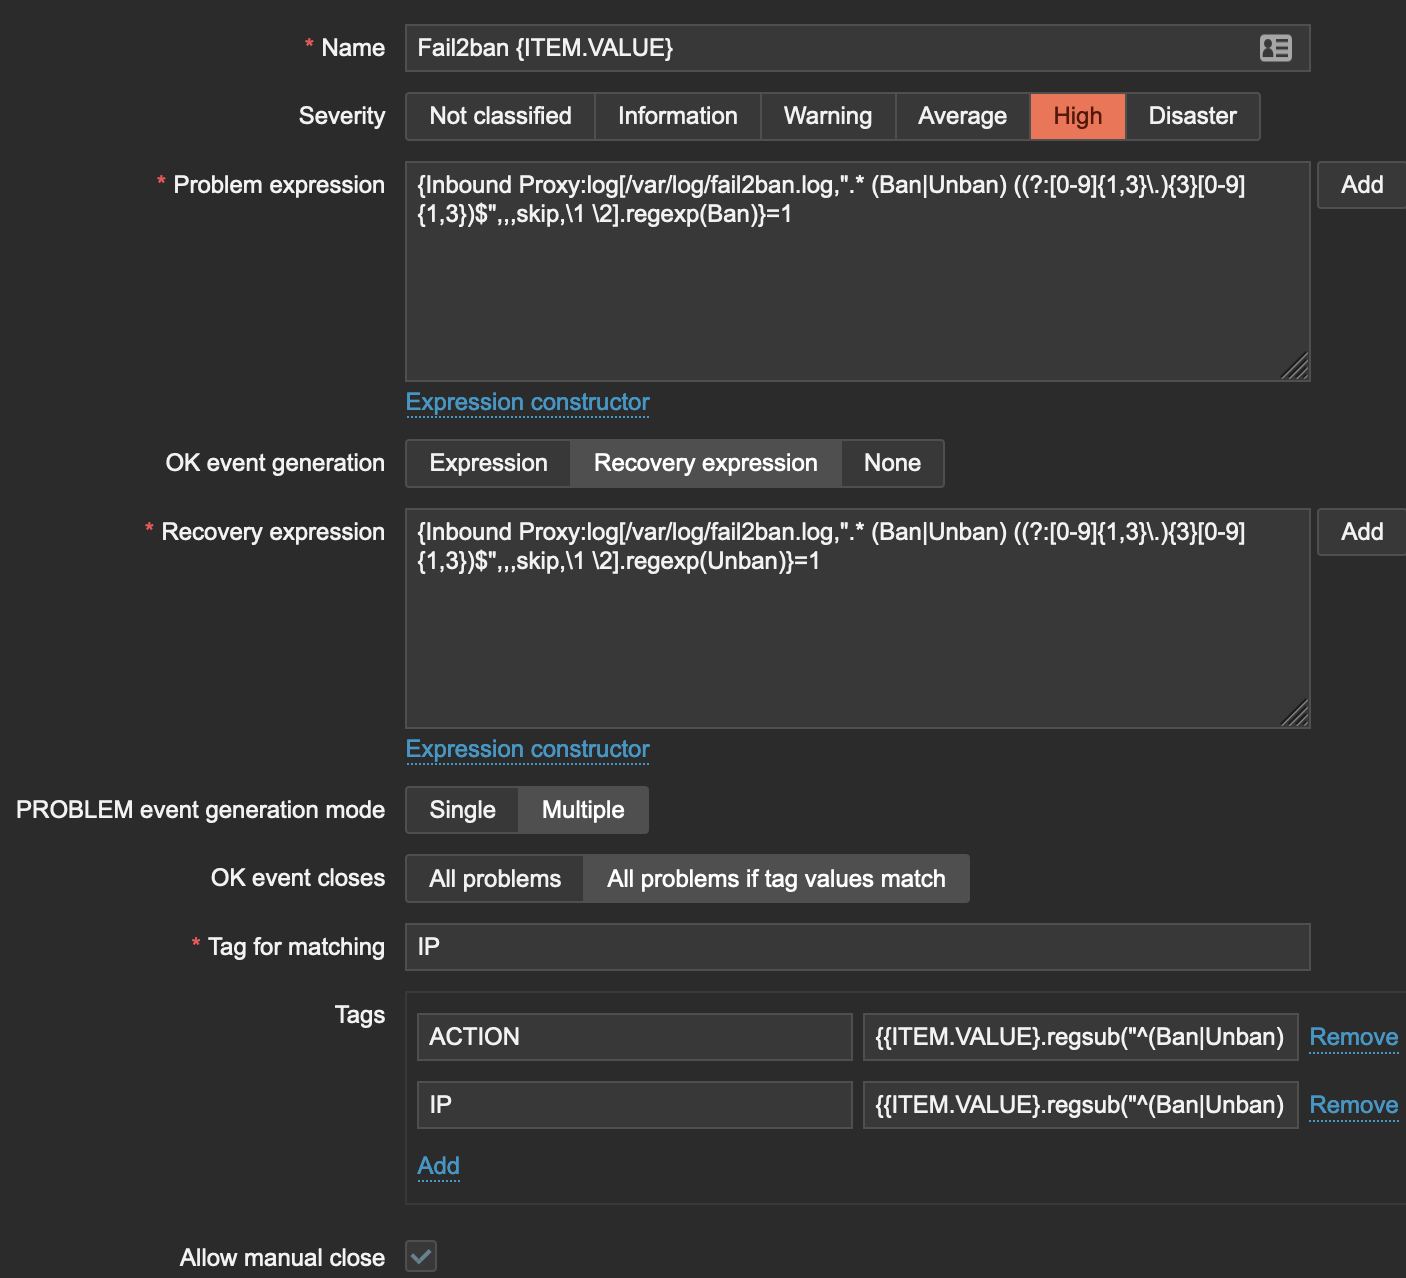 * Name
Fail2ban {ITEM.VALUE}
Severity
Not classified Information Warning Average High Disaster
* Problem expression
{Inbound Proxy:log[/var/log/fail2ban.log,".* (Ban|Unban) ((?:[0-9]{1,3}\.){3}[0-9]
{1,3})$",,,skip,\1 \2].regexp(Ban)}=1
Add
Expression constructor
OK event generation
Expression Recovery expression None
* Recovery expression
{Inbound Proxy:log[/var/log/fail2ban.log,".* (Ban|Unban) ((?:[0-9]{1,3}\.){3}[0-9]
{1,3})$",,,skip,\1 \2].regexp(Unban)}=1
Add
Expression constructor
PROBLEM event generation mode
Single Multiple
OK event closes
All problems All problems if tag values match
* Tag for matching
IP
Tags
ACTION {{ITEM.VALUE}.regsub("^(Ban|Unban) Remove
IP {{ITEM.VALUE}.regsub("^(Ban|Unban) Remove
Add
Allow manual close